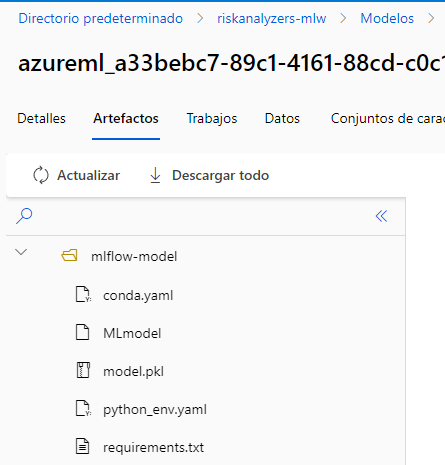 Directorio predeterminado > riskanalyzers-mlw > Modelos >
azureml_a33bebc7-89c1-4161-88cd-c0c1
Detalles Artefactos Trabajos Datos Conjuntos de carac
Actualizar Descargar todo
mlflow-model
conda.yaml
MLmodel
model.pkl
python_env.yaml
requirements.txt